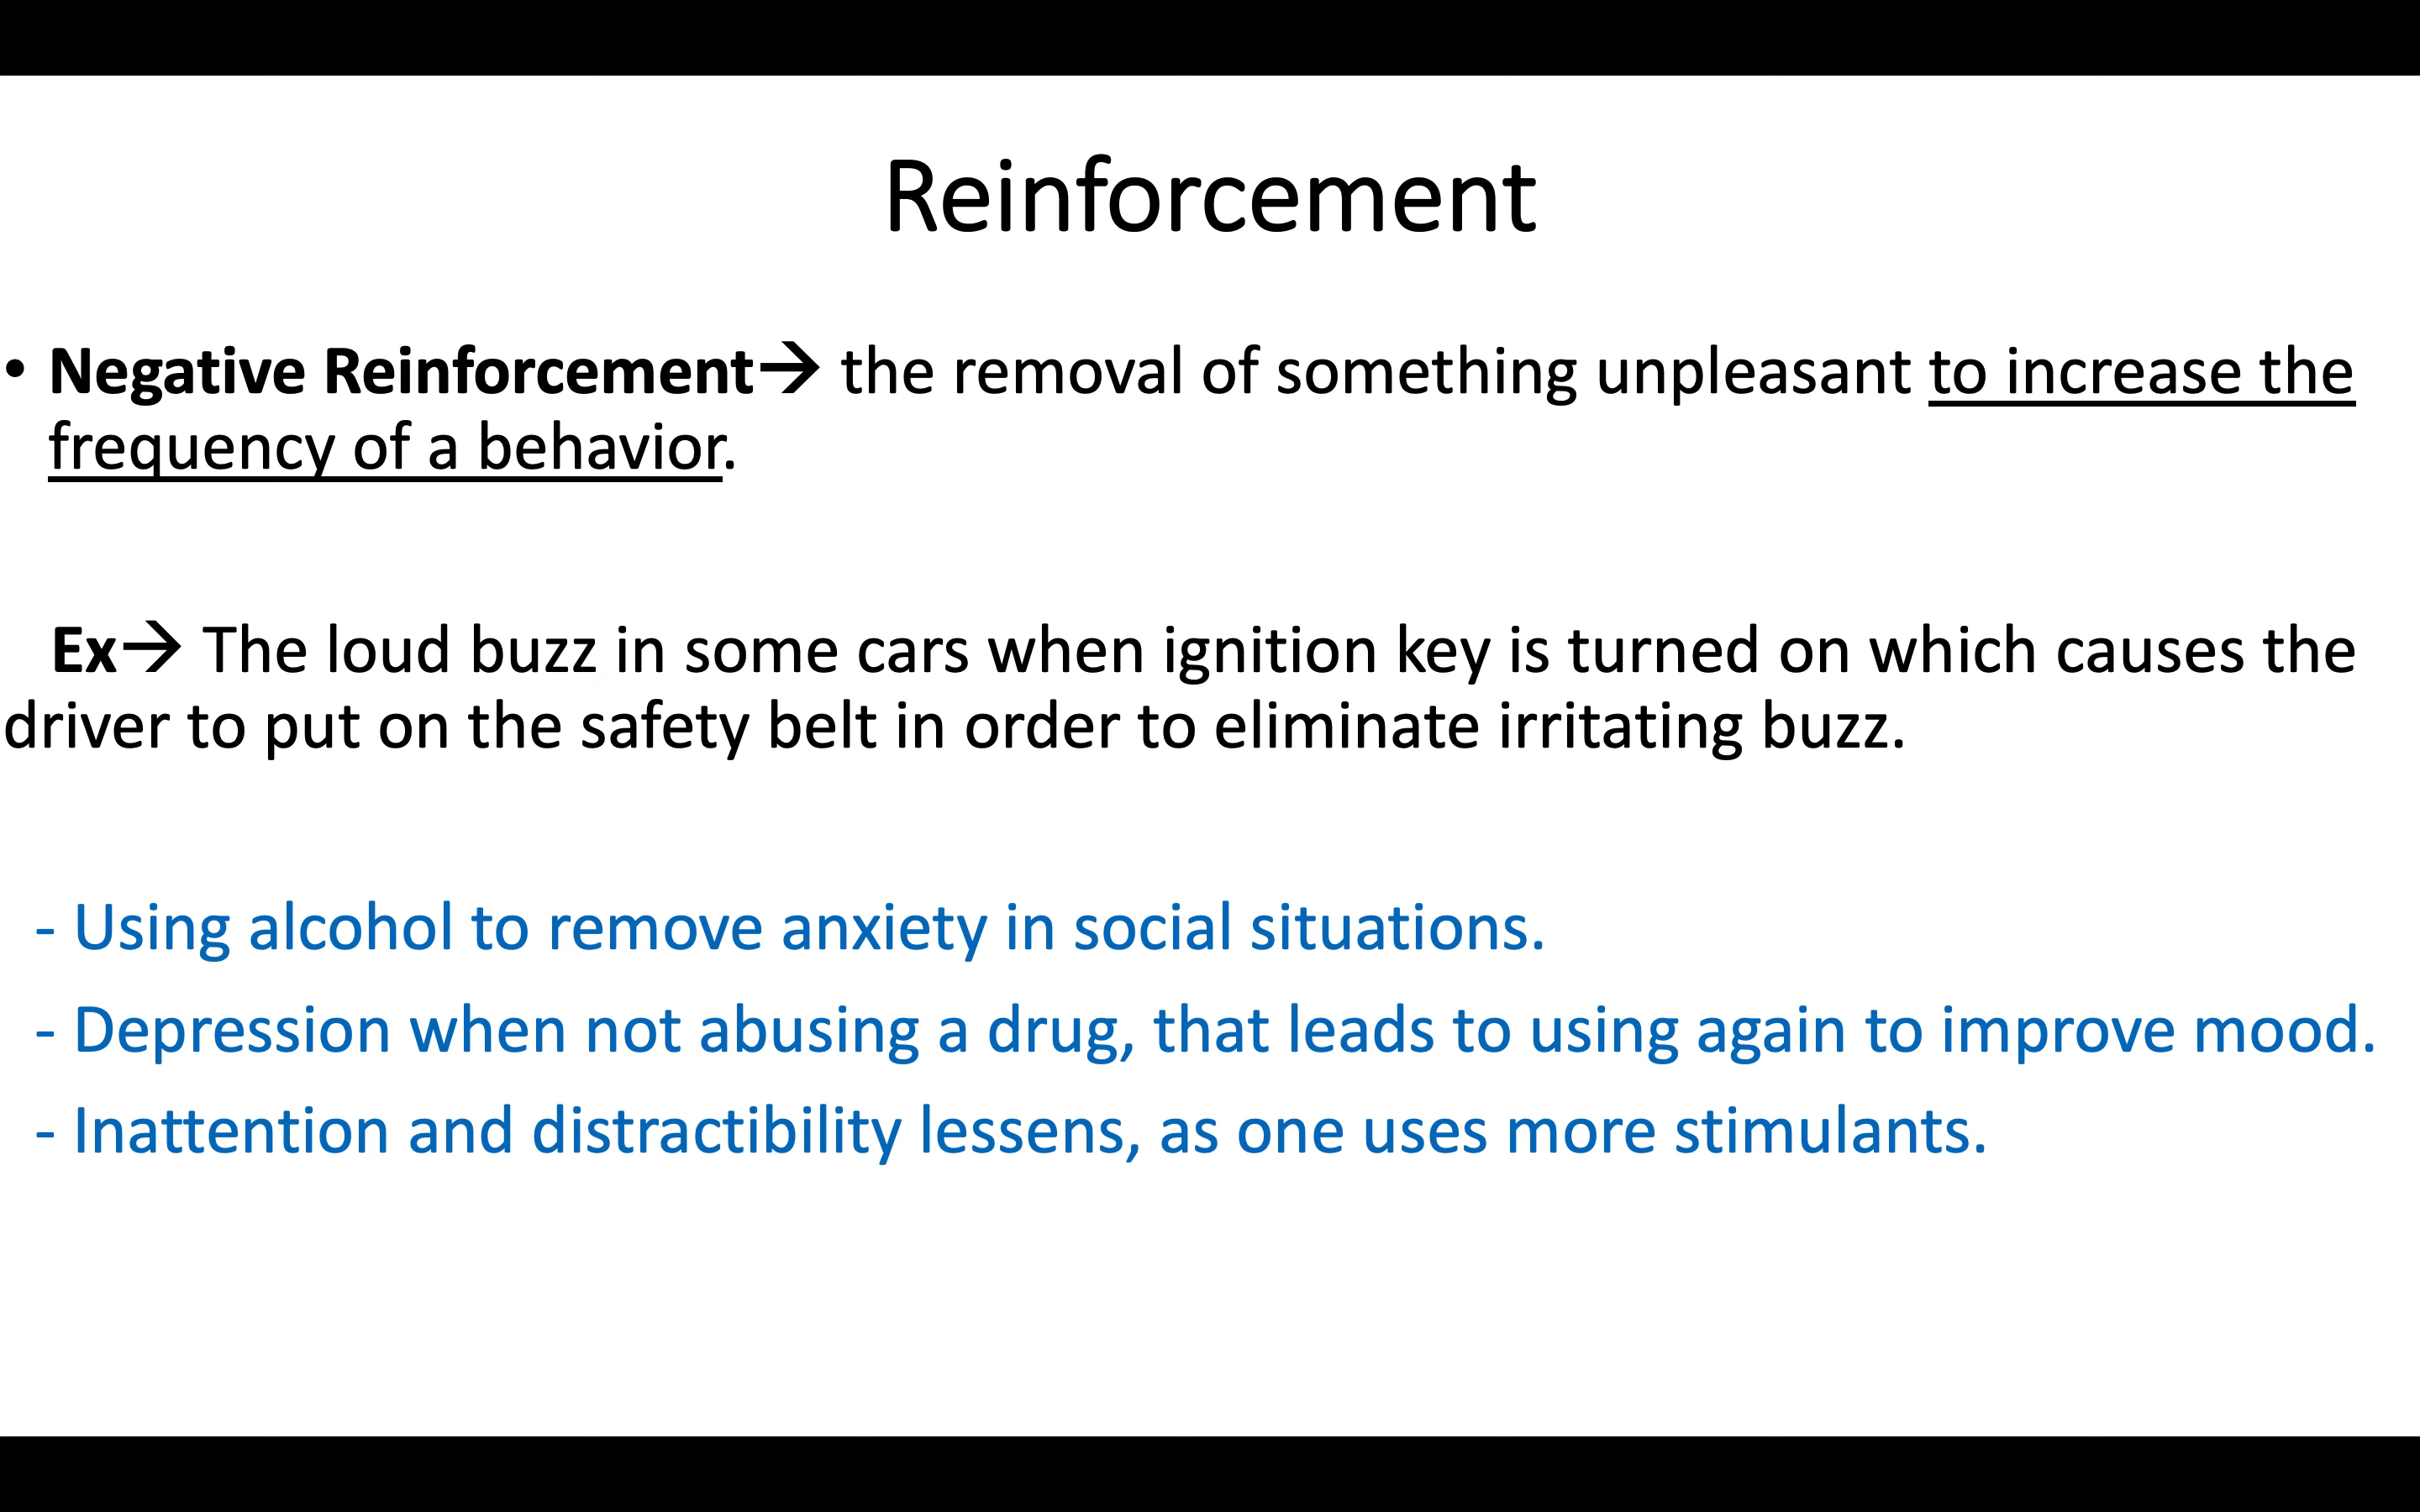 Reinforcement
• Negative Reinforcement→ the removal of something unpleasant to increase the
frequency of a behavior.
Ex→ The loud buzz in some cars when ignition key is turned on which causes the
driver to put on the safety belt in order to eliminate irritating buzz.
- Using alcohol to remove anxiety in social situations.
- Depression when not abusing a drug, that leads to using again to improve mood.
- Inattention and distractibility lessens, as one uses more stimulants.